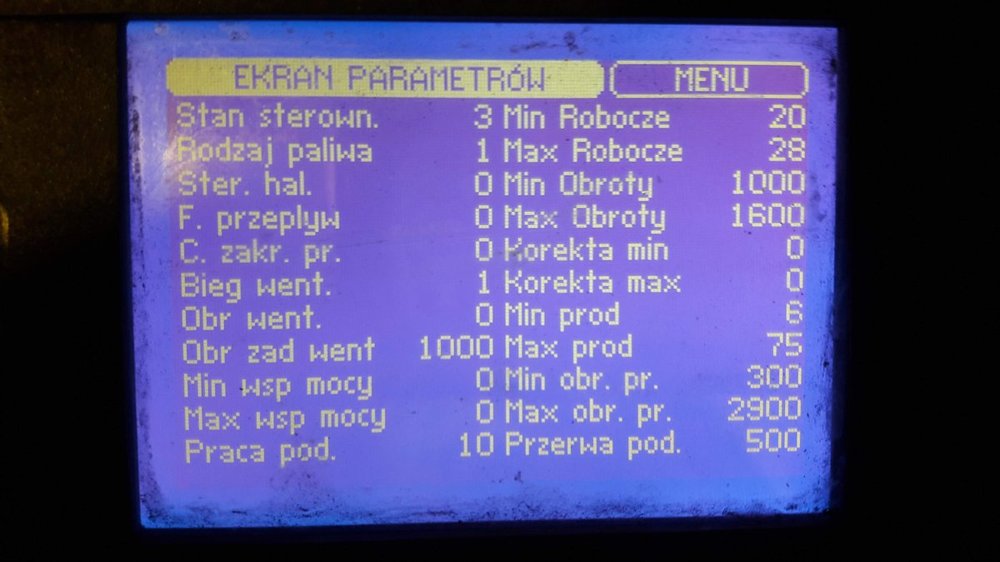 EKRAN PARAMETRÓW MENU
Stan sterown. 3 Min Robocze 20
Rodzaj paliwa 1 Max Robocze 28
Ster. hal. 0 Min Obroty 1000
F. przeplyw 0 Max Obroty 1600
C. zakr. pr. 0 Korekta min 0
Bieg went. 1 Korekta max 0
Obr went. 0 Min prod 6
Obr zad went 1000 Max prod 75
Min wsp mocy 0 Min obr. pr. 300
Max wsp mocy 0 Max obr. pr. 2900
Praca pod. 10 Przerwa pod. 500